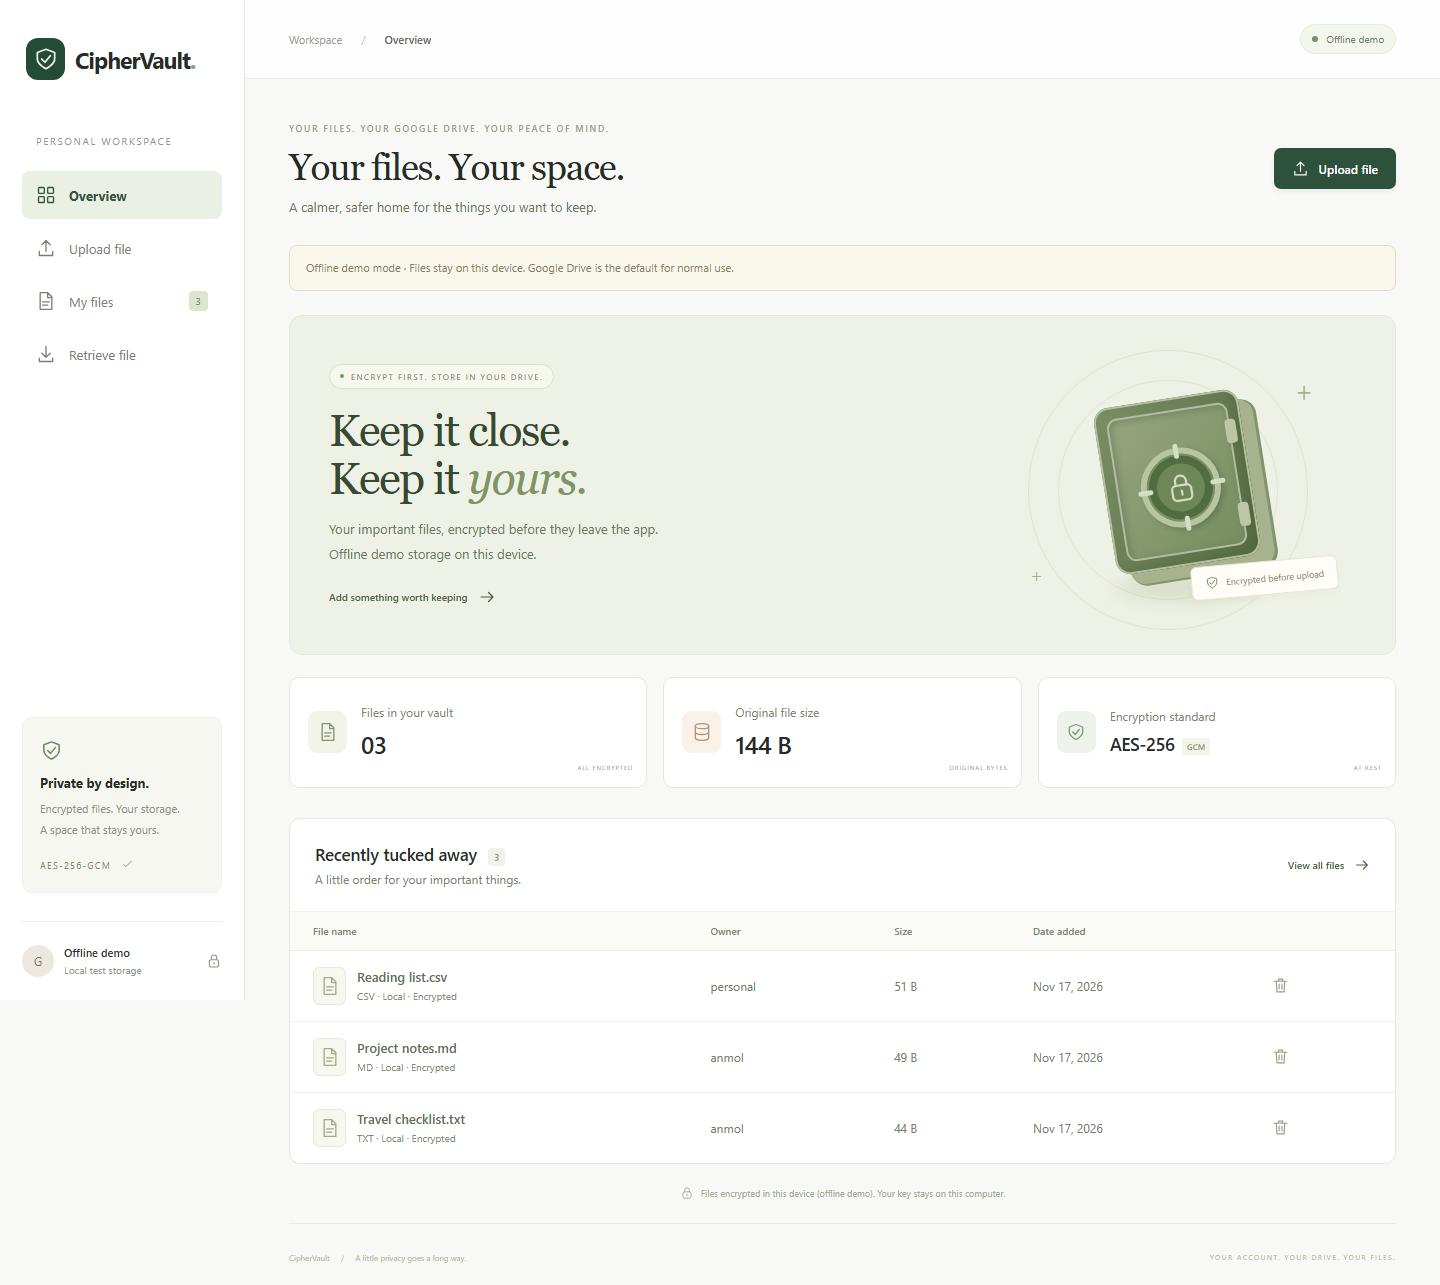 CipherVault.
PERSONAL WORKSPACE
Overview
Upload file
My files 3
Retrieve file
Private by design.
Encrypted files. Your storage.
A space that stays yours.
AES-256-GCM
G
Offline demo
Local test storage
Workspace / Overview
Offline demo
YOUR FILES. YOUR GOOGLE DRIVE. YOUR PEACE OF MIND.
Your files. Your space.
A calmer, safer home for the things you want to keep.
Upload file
Offline demo mode · Files stay on this device. Google Drive is the default for normal use.
ENCRYPT FIRST. STORE IN YOUR DRIVE.
Keep it close.
Keep it yours.
Your important files, encrypted before they leave the app.
Offline demo storage on this device.
Add something worth keeping
Encrypted before upload
Files in your vault
03
ALL ENCRYPTED
Original file size
144 B
ORIGINAL BYTES
Encryption standard
AES-256 GCM
AT REST
Recently tucked away 3
A little order for your important things.
View all files
File name Owner Size Date added
Reading list.csv
CSV · Local · Encrypted
personal 51 B Nov 17, 2026
Project notes.md
MD · Local · Encrypted
anmol 49 B Nov 17, 2026
Travel checklist.txt
TXT · Local · Encrypted
anmol 44 B Nov 17, 2026
Files encrypted in this device (offline demo). Your key stays on this computer.
CipherVault / A little privacy goes a long way.
YOUR ACCOUNT. YOUR DRIVE. YOUR FILES.